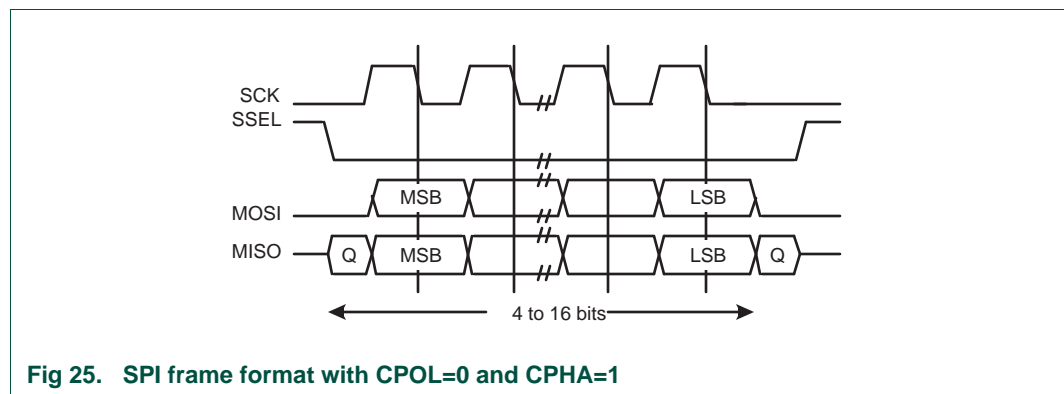 SCK
SSEL
MOSI
MSB
LSB
MISO
Q
MSB
LSB
Q
4 to 16 bits
Fig 25. SPI frame format with CPOL=0 and CPHA=1